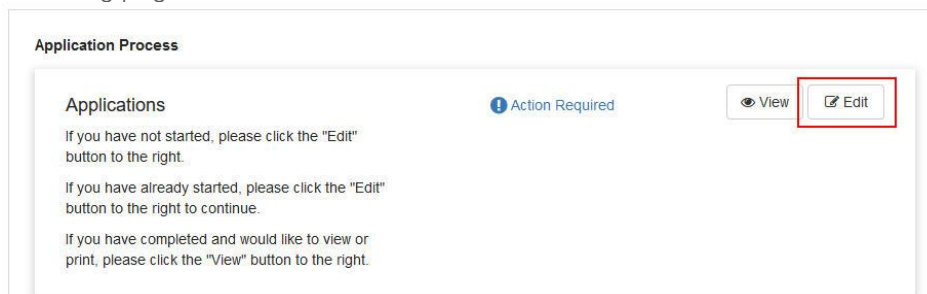 Application Process
Applications
Action Required
View
Edit
If you have not started, please click the "Edit"
button to the right.
If you have already started, please click the "Edit"
button to the right to continue.
If you have completed and would like to view or
print, please click the "View" button to the right.